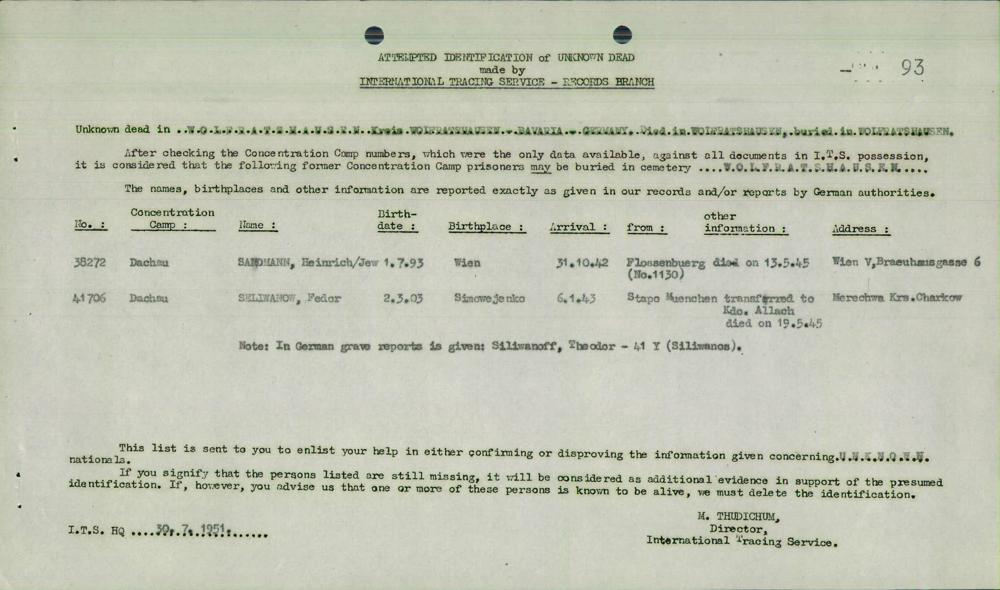 ATTEMPTED IDENTIFICATION of UNKNOWN DEAD
made by
INTERNATIONAL TRACING SERVICE - RECORDS BRANCH
93
Unknown dead in ..W.O.L.F.R.A.T.S.H.A.U.S.E.N. Kreis.WOLFRATSHAUSEN.-.BAVARIA.-.GERMANY. Died.in.WOLFRATSHAUSEN,.buried.in.WOLFRATSHAUSEN.
After checking the Concentration Camp numbers, which were the only data available, against all documents in I.T.S. possession,
it is considered that the following former Concentration Camp prisoners may be buried in cemetery ....W.O.L.F.R.A.T.S.H.A.U.S.E.N.....
The names, birthplaces and other information are reported exactly as given in our records and/or reports by German authorities.
No. : Concentration Camp : Name : Birth-date : Birthplace : Arrival : from : other information : Address :
38272 Dachau SANDMANN, Heinrich/Jew 1.7.93 Wien 31.10.42 Flossenbuerg died on 13.5.45 Wien V,Braeuhausgasse 6
(No.1130)
41706 Dachau SELIWANOW, Fedor 2.3.03 Simowejenko 6.1.43 Stapo Muenchen transferred to Merechwa Krs.Charkow
Kdo. Allach
died on 19.5.45
Note: In German grave reports is given: Siliwanoff, Theodor - 41 Y (Siliwanos).
This list is sent to you to enlist your help in either confirming or disproving the information given concerning.U.N.K.N.O.W.N.
nationals.
If you signify that the persons listed are still missing, it will be considered as additional evidence in support of the presumed
identification. If, however, you advise us that one or more of these persons is known to be alive, we must delete the identification.
M. THUDICHUM,
Director,
International Tracing Service.
I.T.S. HQ ....30..7..1951.......